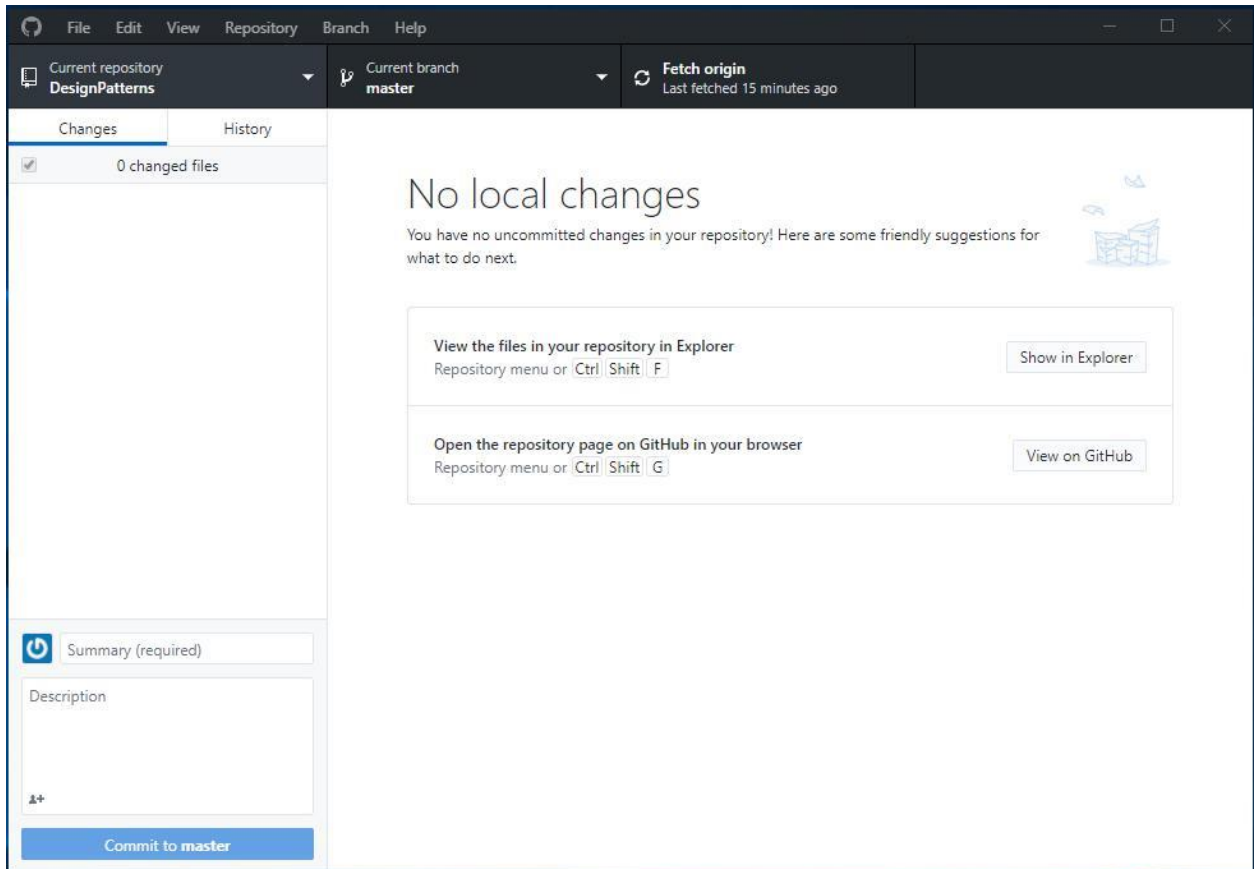 File Edit View Repository Branch Help
Current repository
DesignPatterns
Current branch
master
Fetch origin
Last fetched 15 minutes ago
Changes History
0 changed files
No local changes
You have no uncommitted changes in your repository! Here are some friendly suggestions for
what to do next.
View the files in your repository in Explorer
Repository menu or Ctrl Shift F
Show in Explorer
Open the repository page on GitHub in your browser
Repository menu or Ctrl Shift G
View on GitHub
Summary (required)
Description
Commit to master